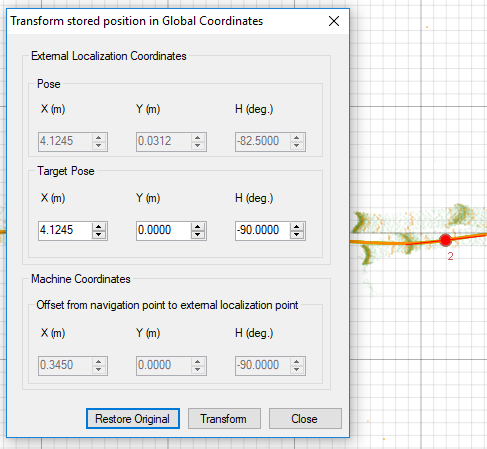 Transform stored position in Global Coordinates
External Localization Coordinates
Pose
X (m) Y (m) H (deg.)
4.1245 0.0312 -82.5000
Target Pose
X (m) Y (m) H (deg.)
4.1245 0.0000 -90.0000
Machine Coordinates
Offset from navigation point to external localization point
X (m) Y (m) H (deg.)
0.3450 0.0000 -90.0000
Restore Original Transform Close
2